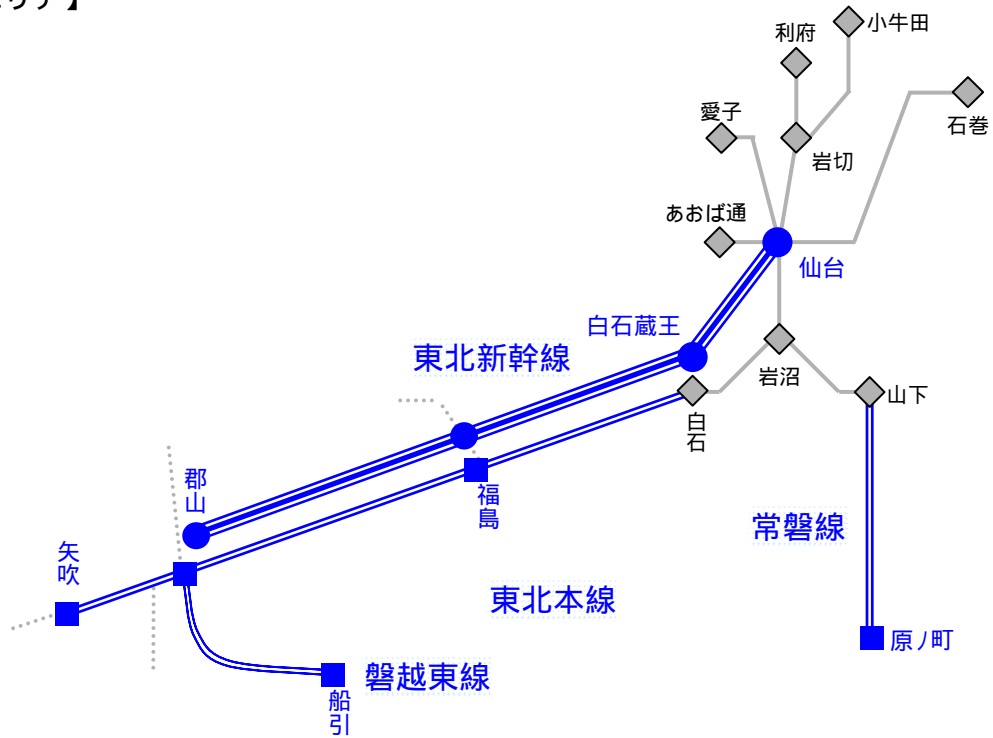 リア】
小牛田
利府
石巻
愛子
岩切
あおば通
仙台
白石蔵王
東北新幹線
岩沼
山下
白石
郡山
福島
常磐線
矢吹
東北本線
原ノ町
磐越東線
船引